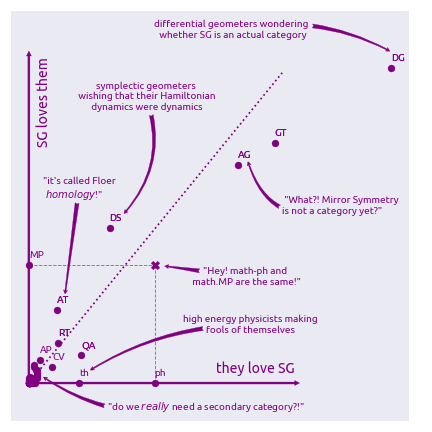 differential geometers wondering
whether SG is an actual category
DG
SG loves them
symplectic geometers
wishing that their Hamiltonian
dynamics were dynamics
GT
AG
"it's called Floer
homology!"
"What?! Mirror Symmetry
is not a category yet?"
DS
MP
"Hey! math-ph and
math.MP are the same!"
AT
high energy physicists making
fools of themselves
RT
QA
AP
CV
th
ph
they love SG
"do we really need a secondary category?!"